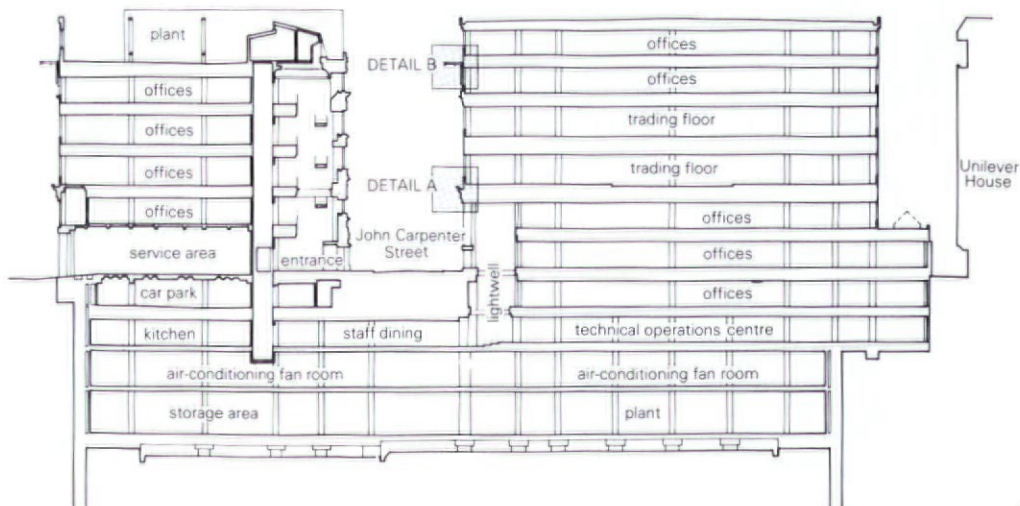 plant
offices
DETAIL B
offices
offices
offices
trading floor
offices
trading floor
Unilever
House
offices
DETAIL A
offices
offices
John Carpenter
Street
service area
entrance
offices
lightwell
car park
offices
kitchen
staff dining
technical operations centre
air-conditioning fan room
air-conditioning fan room
storage area
plant